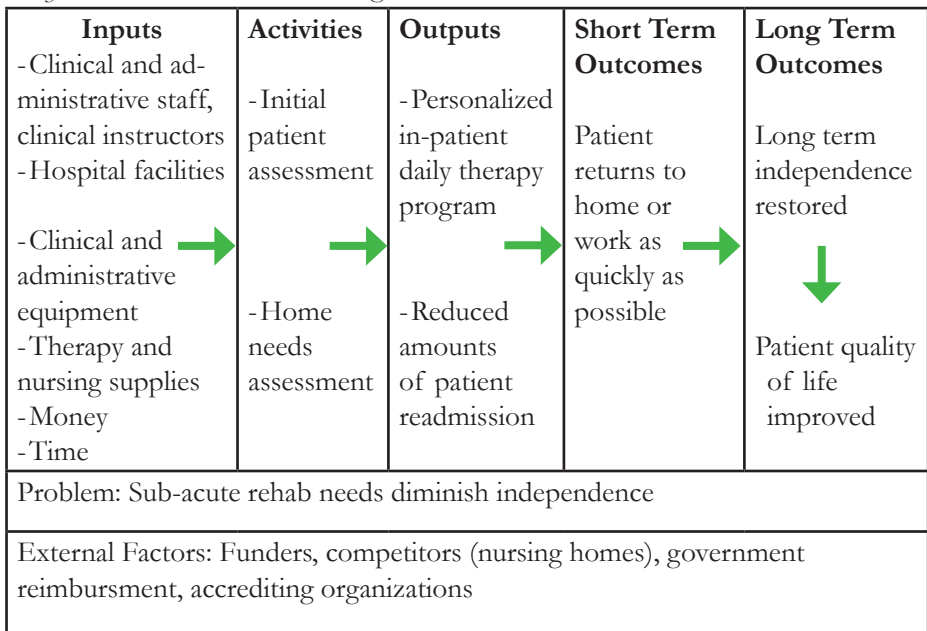 Inputs
-Clinical and ad-
ministrative staff,
clinical instructors
-Hospital facilities
-Clinical and
administrative
equipment
-Therapy and
nursing supplies
-Money
-Time
Activities
-Initial
patient
assessment
-Home
needs
assessment
Outputs
-Personalized
in-patient
daily therapy
program
-Reduced
amounts
of patient
readmission
Short Term
Outcomes
Patient
returns to
home or
work as
quickly as
possible
Long Term
Outcomes
Long term
independence
restored
Patient quality
of life
improved
Problem: Sub-acute rehab needs diminish independence
External Factors: Funders, competitors (nursing homes), government
reimbursment, accrediting organizations